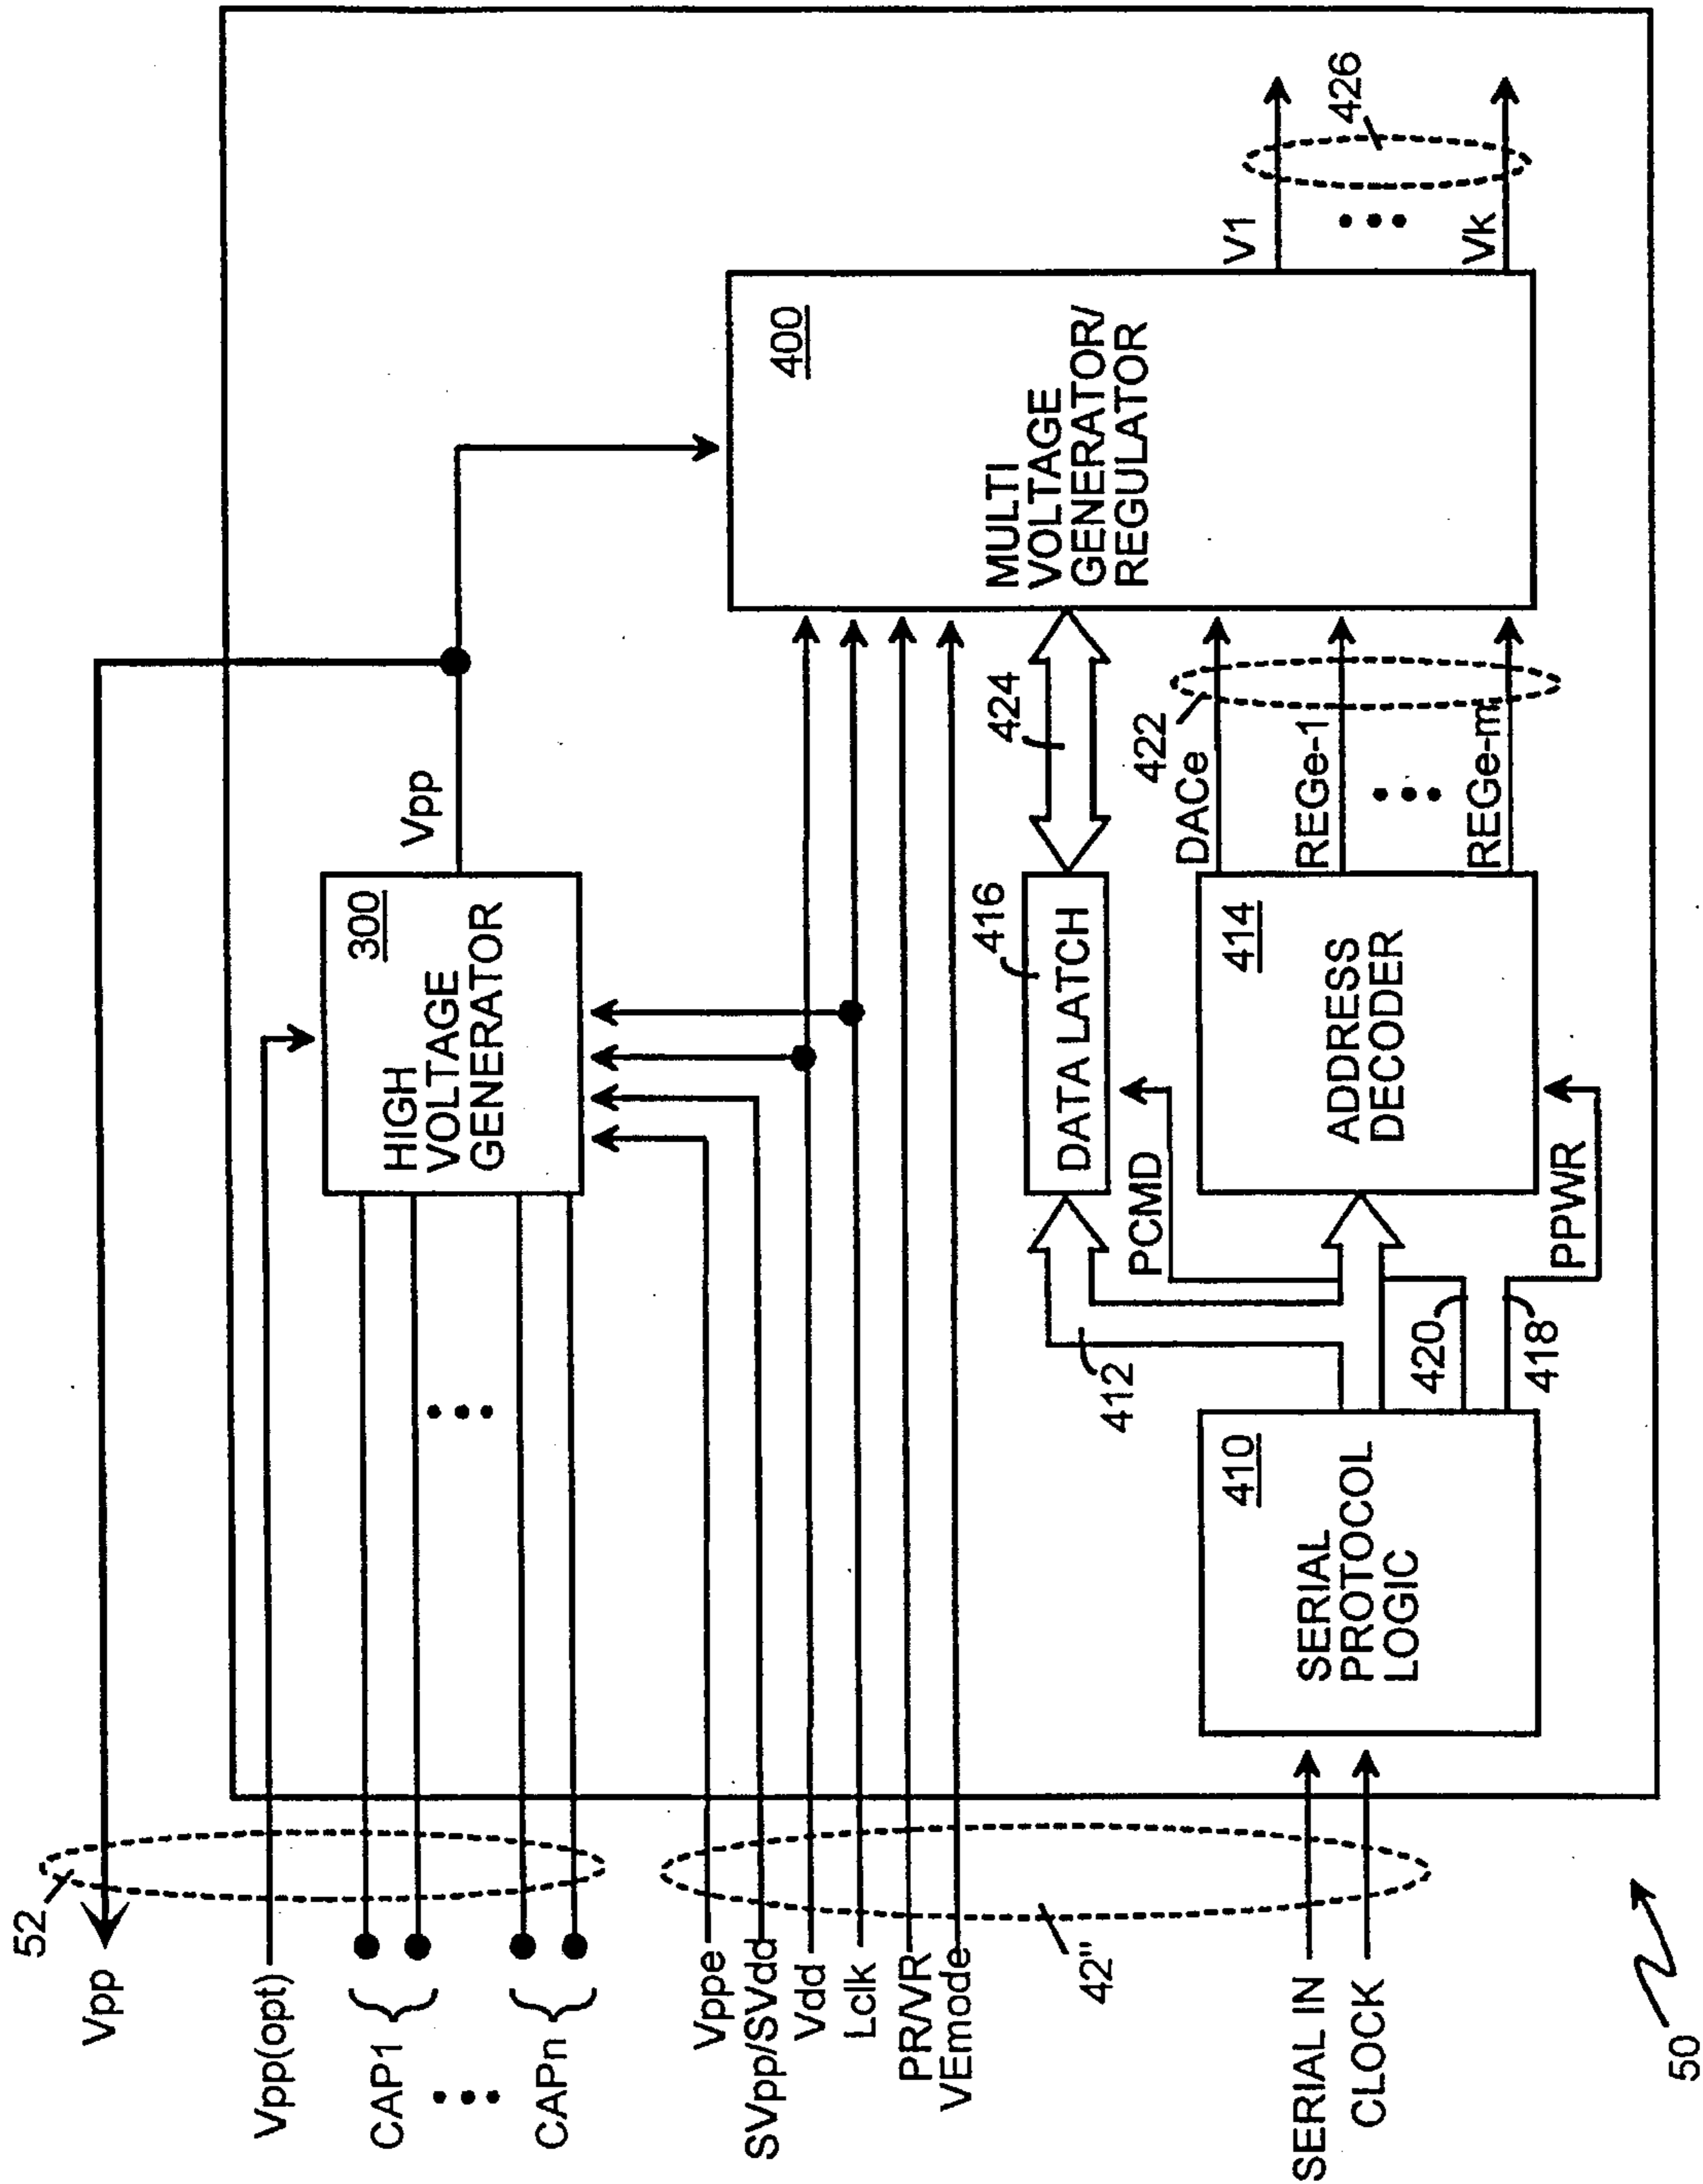 52
Vpp
Vpp(opt)
CAP1
CAPn
Vppe
SVpp/SVdd
Vdd
Lclk
PR/VR
VEmode
42"
SERIAL IN
CLOCK
50
300
HIGH
VOLTAGE
GENERATOR
Vpp
400
MULTI
VOLTAGE
GENERATOR/
REGULATOR
V1
Vk
426
424
416
DATA LATCH
422
DACe
REGe-1
REGe-m
414
ADDRESS
DECODER
PCMD
PPWR
412
420
418
410
SERIAL
PROTOCOL
LOGIC